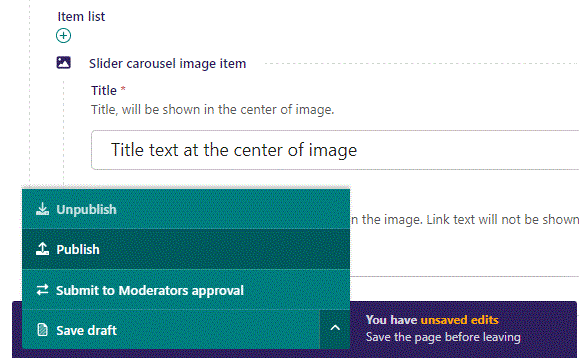 Item list
Slider carousel image item
Title *
Title, will be shown in the center of image.
Title text at the center of image
Unpublish
n the image. Link text will not be shown
Publish
Submit to Moderators approval
Save draft
You have unsaved edits
Save the page before leaving